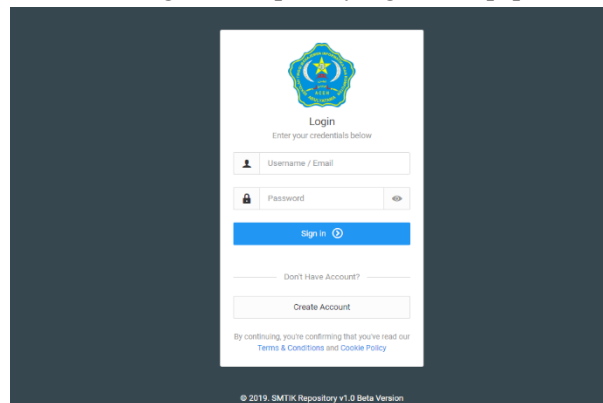 ACEH
Login
Enter your credentials below
Username / Email
Password
Sign in
Don't Have Account?
Create Account
By continuing, you're confirming that you've read our
Terms & Conditions and Cookie Policy
© 2019. SMTIK Repository v1.0 Beta Version